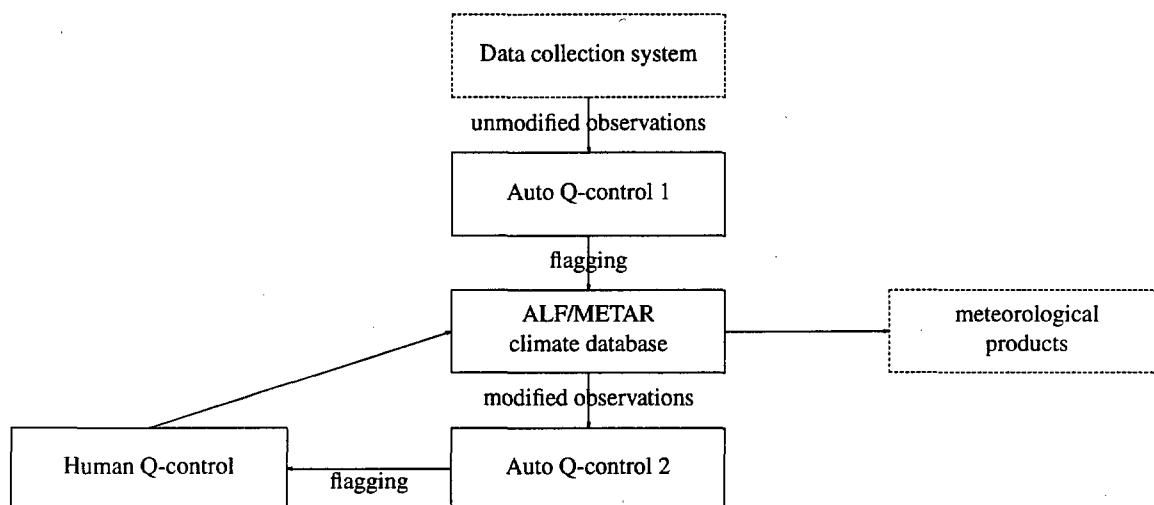 Data collection system
unmodified observations
Auto Q-control 1
flagging
ALF/METAR
climate database
meteorological
products
modified observations
Human Q-control
flagging
Auto Q-control 2